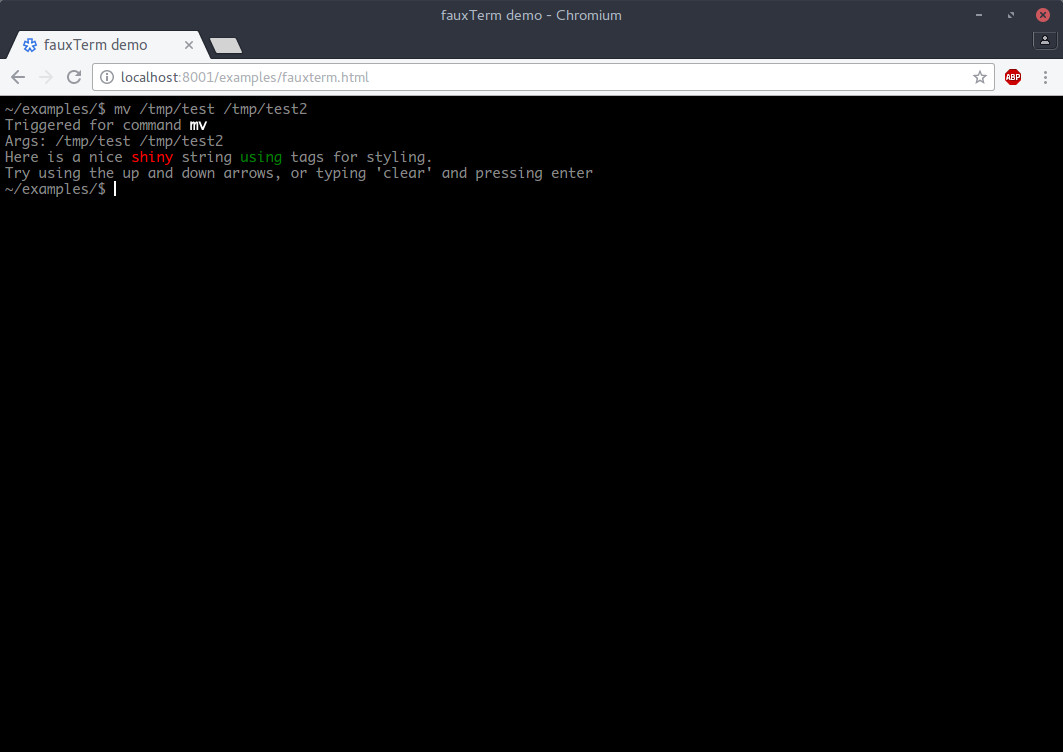 fauxTerm demo - Chromium
fauxTerm demo
localhost:8001/examples/fauxterm.html
ABP
~/examples/$ mv /tmp/test /tmp/test2
Triggered for command mv
Args: /tmp/test /tmp/test2
Here is a nice shiny string using tags for styling.
Try using the up and down arrows, or typing 'clear' and pressing enter
~/examples/$